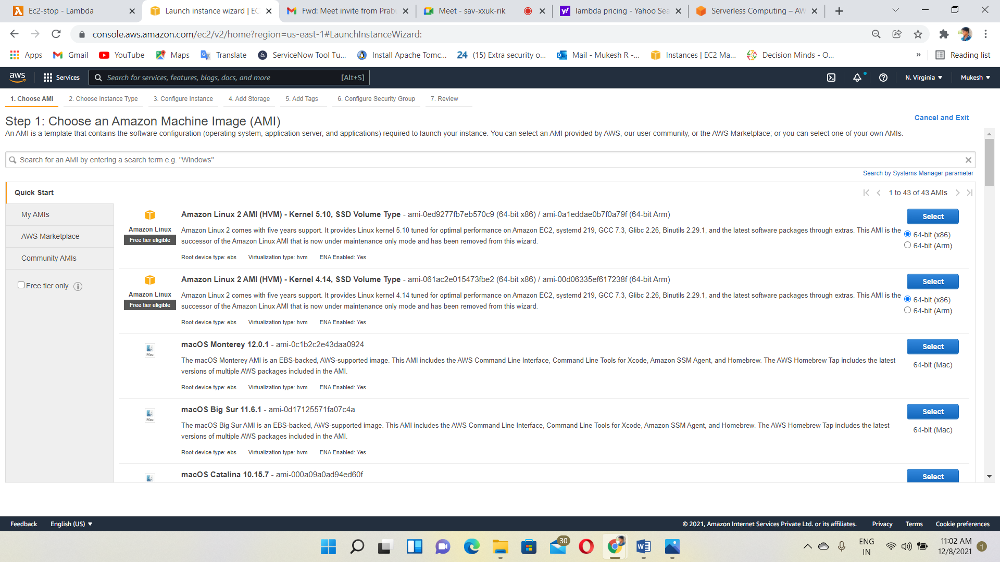 Ec2-stop - Lambda
Launch instance wizard | EC
Fwd: Meet invite from Prab
Meet - sav-xxuk-rik
lambda pricing - Yahoo Sea
Serverless Computing – AW
console.aws.amazon.com/ec2/v2/home?region=us-east-1#LaunchInstanceWizard:
Apps
Gmail
YouTube
Maps
Translate
ServiceNow Tool Tu...
Install Apache Tomc...
24 (15) Extra security o...
Mail - Mukesh R -...
Instances | EC2 Ma...
Decision Minds - O...
»
Reading list
aws
Services
Search for services, features, blogs, docs, and more [Alt+S]
N. Virginia
Mukesh
1. Choose AMI
2. Choose Instance Type
3. Configure Instance
4. Add Storage
5. Add Tags
6. Configure Security Group
7. Review
Step 1: Choose an Amazon Machine Image (AMI)
Cancel and Exit
An AMI is a template that contains the software configuration (operating system, application server, and applications) required to launch your instance. You can select an AMI provided by AWS, our user community, or the AWS Marketplace; or you can select one of your own AMIs.
Search for an AMI by entering a search term e.g. "Windows"
Search by Systems Manager parameter
Quick Start
1 to 43 of 43 AMIs
My AMIs
AWS Marketplace
Community AMIs
Free tier only
Amazon Linux
Free tier eligible
Amazon Linux 2 AMI (HVM) - Kernel 5.10, SSD Volume Type - ami-0ed9277fb7eb570c9 (64-bit x86) / ami-0a1eddae0b7f0a79f (64-bit Arm)
Amazon Linux 2 comes with five years support. It provides Linux kernel 5.10 tuned for optimal performance on Amazon EC2, systemd 219, GCC 7.3, Glibc 2.26, Binutils 2.29.1, and the latest software packages through extras. This AMI is the
successor of the Amazon Linux AMI that is now under maintenance only mode and has been removed from this wizard.
Root device type: ebs Virtualization type: hvm ENA Enabled: Yes
Select
64-bit (x86)
64-bit (Arm)
Amazon Linux
Free tier eligible
Amazon Linux 2 AMI (HVM) - Kernel 4.14, SSD Volume Type - ami-061ac2e015473fbe2 (64-bit x86) / ami-00d06335ef617238f (64-bit Arm)
Amazon Linux 2 comes with five years support. It provides Linux kernel 4.14 tuned for optimal performance on Amazon EC2, systemd 219, GCC 7.3, Glibc 2.26, Binutils 2.29.1, and the latest software packages through extras. This AMI is the
successor of the Amazon Linux AMI that is now under maintenance only mode and has been removed from this wizard.
Root device type: ebs Virtualization type: hvm ENA Enabled: Yes
Select
64-bit (x86)
64-bit (Arm)
Mac
macOS Monterey 12.0.1 - ami-0c1b2c2e43daa0924
The macOS Monterey AMI is an EBS-backed, AWS-supported image. This AMI includes the AWS Command Line Interface, Command Line Tools for Xcode, Amazon SSM Agent, and Homebrew. The AWS Homebrew Tap includes the latest
versions of multiple AWS packages included in the AMI.
Root device type: ebs Virtualization type: hvm ENA Enabled: Yes
Select
64-bit (Mac)
Mac
macOS Big Sur 11.6.1 - ami-0d17125571fa07c4a
The macOS Big Sur AMI is an EBS-backed, AWS-supported image. This AMI includes the AWS Command Line Interface, Command Line Tools for Xcode, Amazon SSM Agent, and Homebrew. The AWS Homebrew Tap includes the latest
versions of multiple AWS packages included in the AMI.
Root device type: ebs Virtualization type: hvm ENA Enabled: Yes
Select
64-bit (Mac)
macOS Catalina 10.15.7 - ami-000a09a0ad94ed60f
Select
Feedback
English (US)
© 2021, Amazon Internet Services Private Ltd. or its affiliates.
Privacy
Terms
Cookie preferences
30
ENG
IN
11:02 AM
12/8/2021
1